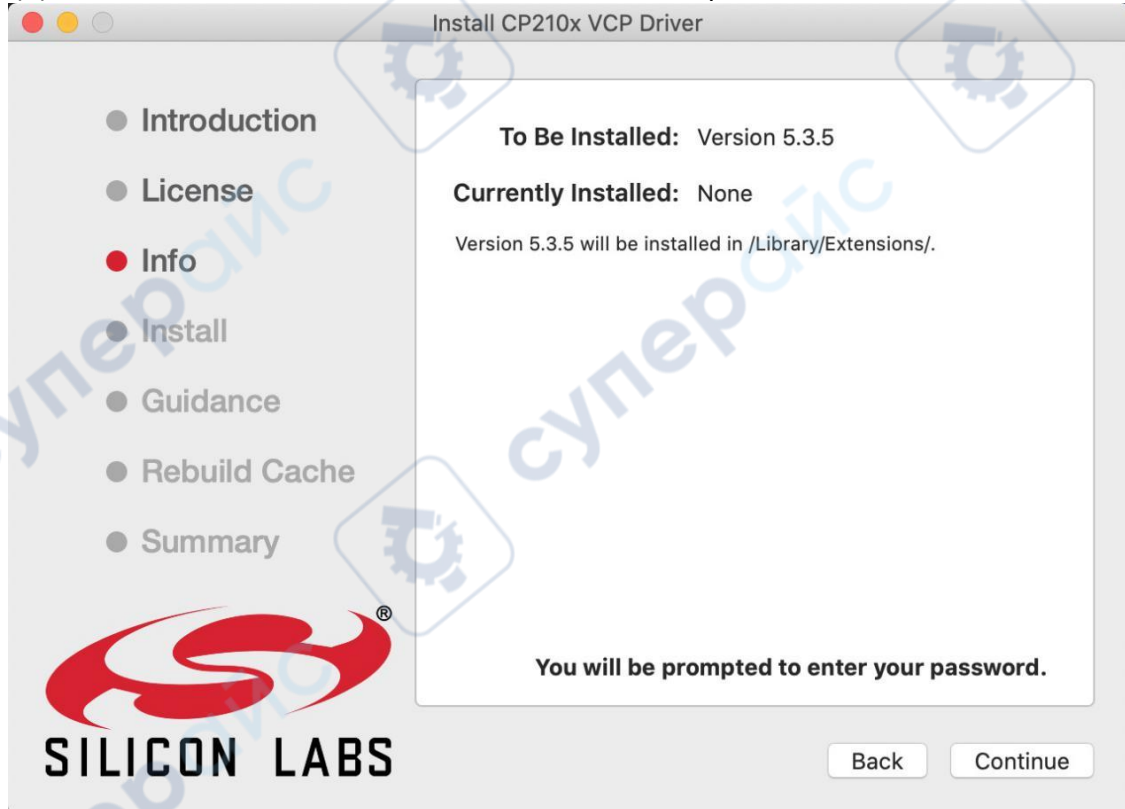 Install CP210x VCP Driver
Introduction
License
Info
Install
Guidance
Rebuild Cache
Summary
To Be Installed: Version 5.3.5
Currently Installed: None
Version 5.3.5 will be installed in /Library/Extensions/.
You will be prompted to enter your password.
®
SILICON LABS
Back
Continue
суперайс
суперайс